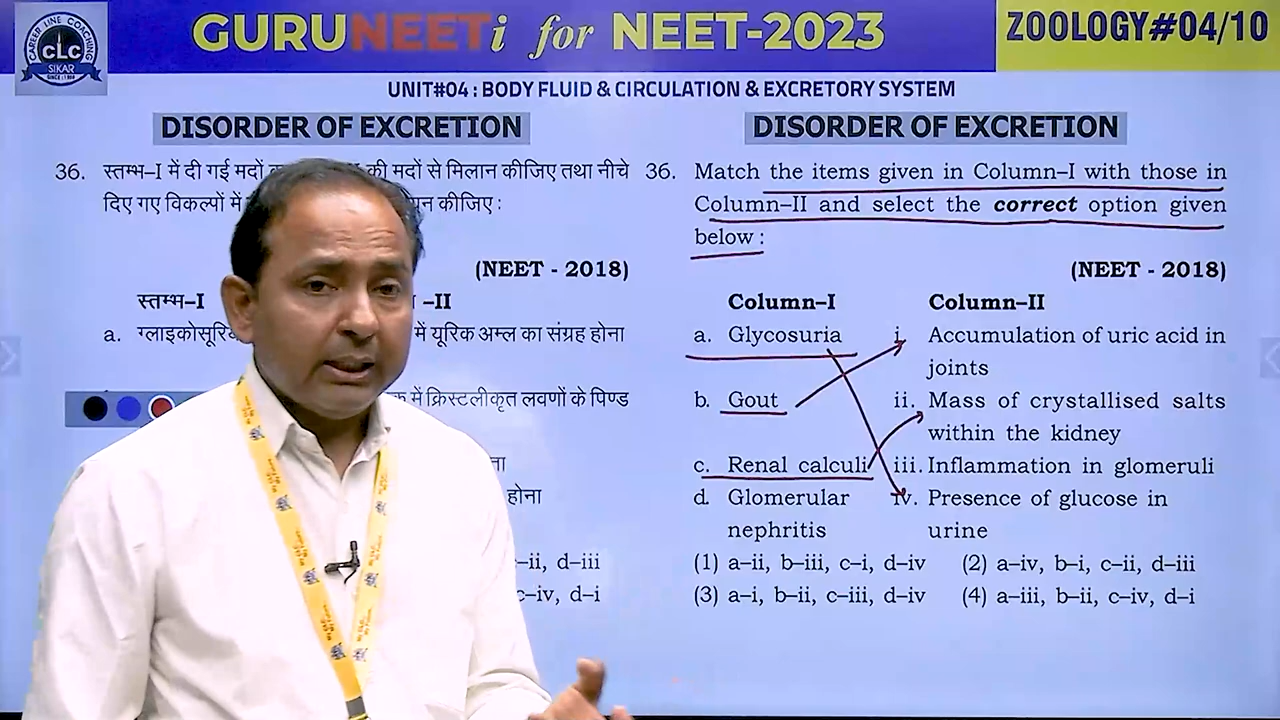 CAREER LINE COACHING
CLC
SIKAR
SINCE : 1996
GURUNEETi for NEET-2023
ZOOLOGY#04/10
UNIT#04 : BODY FLUID & CIRCULATION & EXCRETORY SYSTEM
DISORDER OF EXCRETION
36. स्तम्भ–I में दी गई मदों की मदों से मिलान कीजिए तथा नीचे
दिए गए विकल्पों में कीजिए :
(NEET - 2018)
स्तम्भ-I –II
a. में यूरिक अम्ल का संग्रह होना
में क्रिस्टलीकृत लवणों के पिण्ड
होना
–ii, d–iii
c–iv, d–i
DISORDER OF EXCRETION
36. Match the items given in Column–I with those in
Column–II and select the correct option given
below :
(NEET - 2018)
Column–I Column–II
a. Glycosuria i. Accumulation of uric acid in
joints
b. Gout ii. Mass of crystallised salts
within the kidney
c. Renal calculi iii. Inflammation in glomeruli
d. Glomerular iv. Presence of glucose in
nephritis urine
(1) a–ii, b–iii, c–i, d–iv (2) a–iv, b–i, c–ii, d–iii
(3) a–i, b–ii, c–iii, d–iv (4) a–iii, b–ii, c–iv, d–i